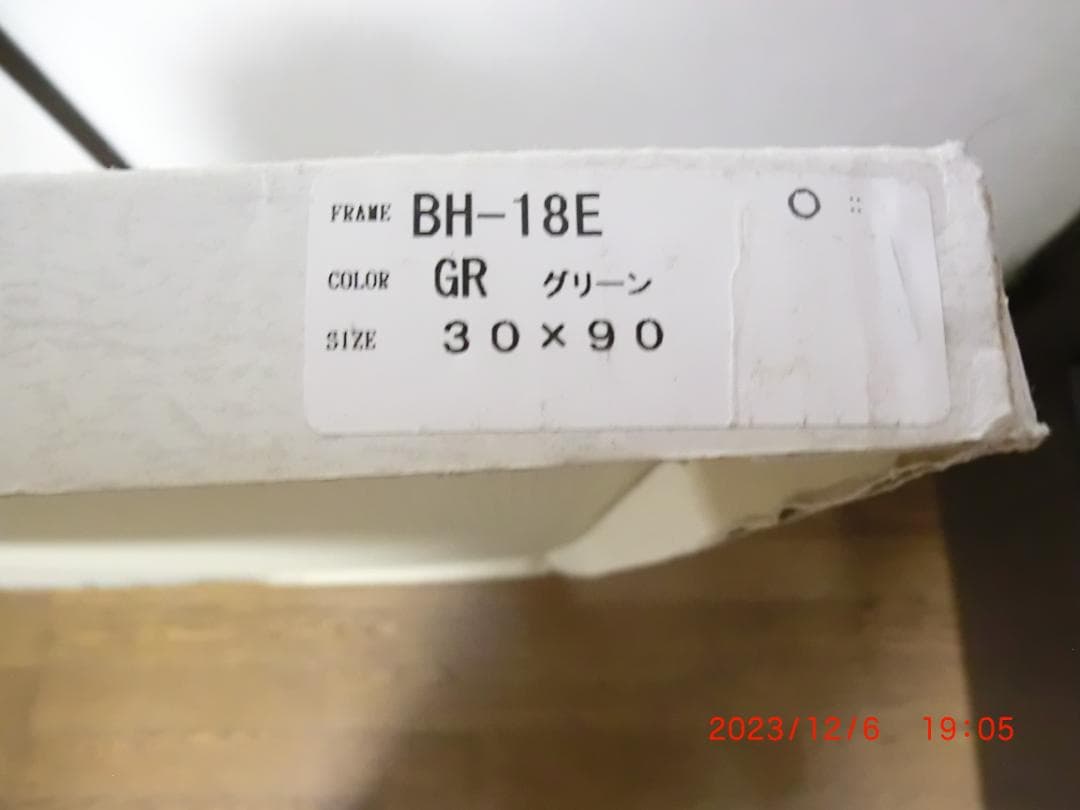 FRAME BH-18E
COLOR GR グリーン
SIZE 30×90
2023/12/6 19:05